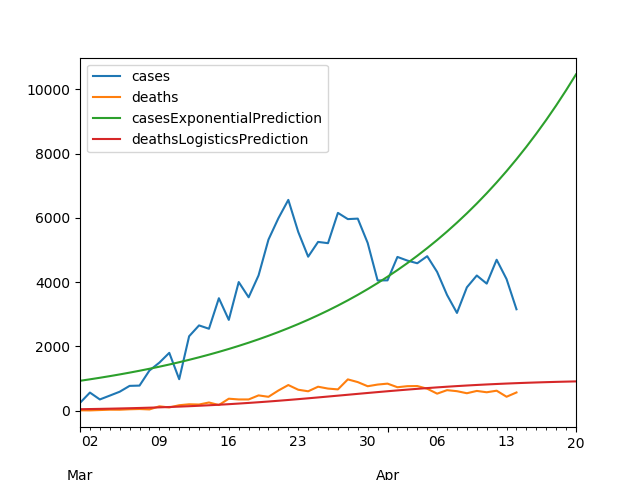 cases
deaths
casesExponentialPrediction
deathsLogisticsPrediction
10000
8000
6000
4000
2000
0
02 09 16 23 30 06 13 20
Mar Apr